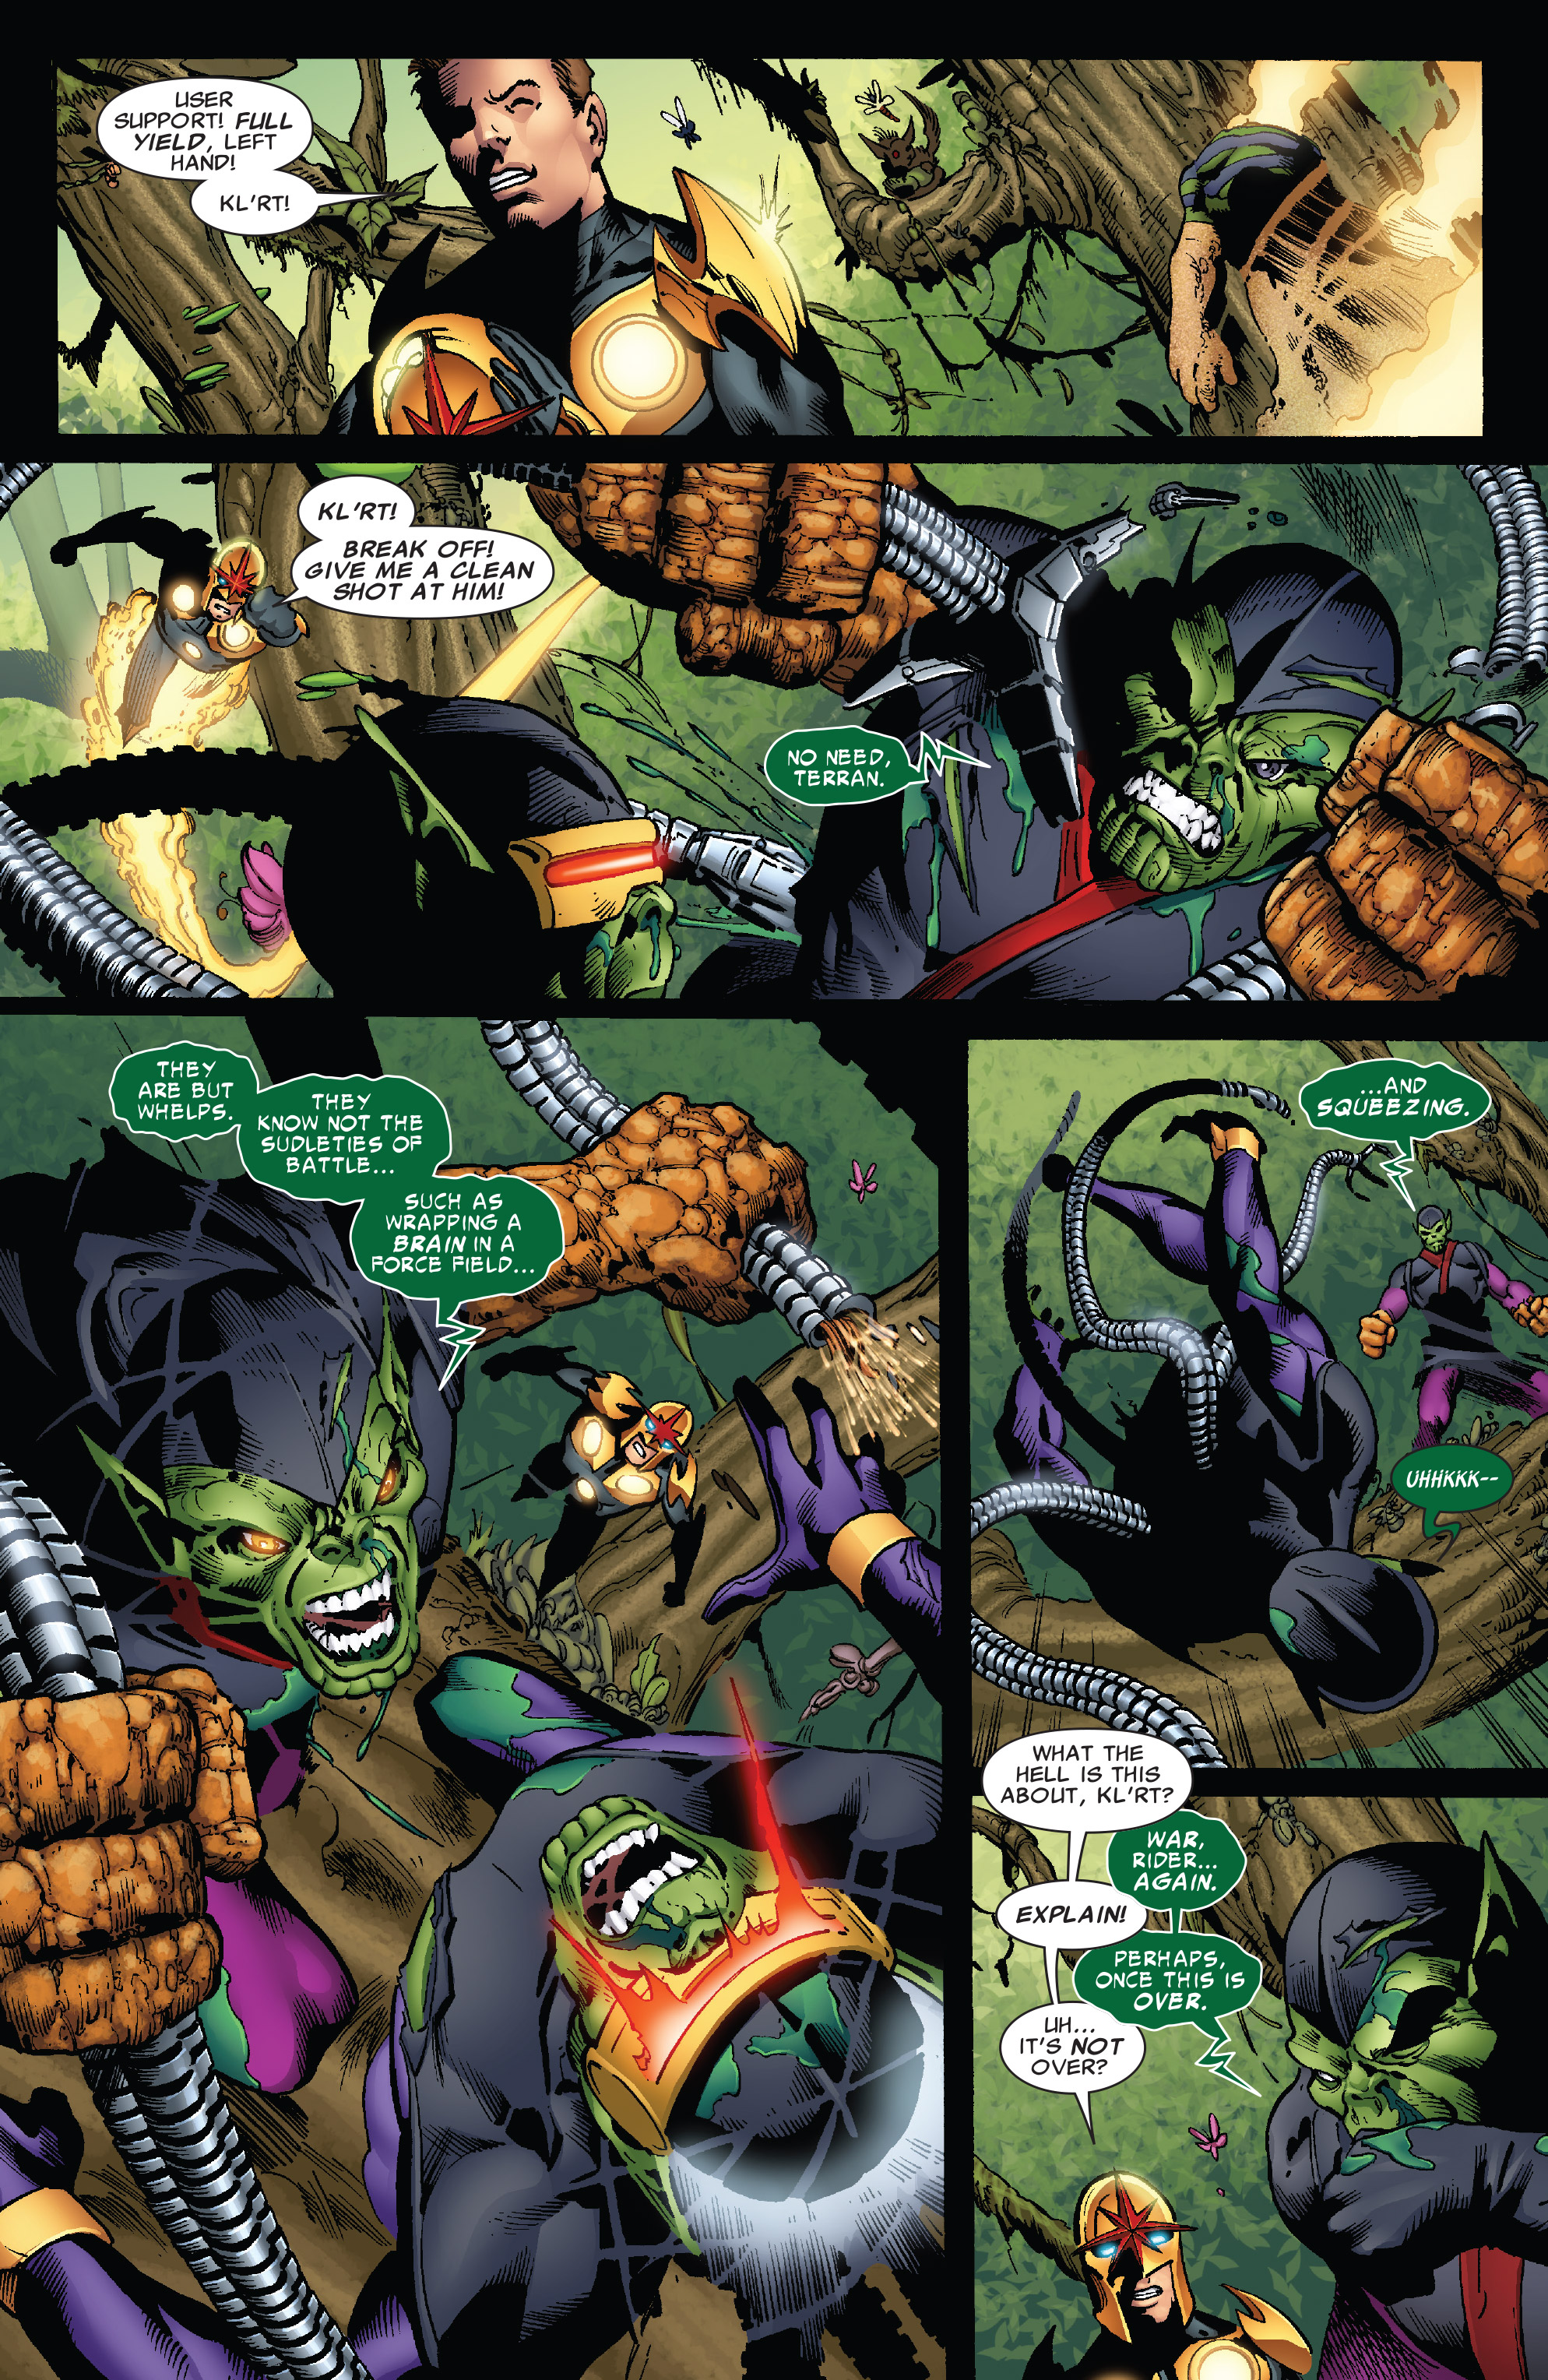 USER
SUPPORT! FULL
YIELD, LEFT
HAND!
KL'RT!
KL'RT!
BREAK OFF!
GIVE ME A CLEAN
SHOT AT HIM!
NO NEED,
TERRAN.
THEY
ARE BUT
WHELPS.
THEY
KNOW NOT THE
SUDLETIES OF
BATTLE...
SUCH AS
WRAPPING A
BRAIN IN A
FORCE FIELD...
...AND
SQUEEZING.
UHHKKK--
WHAT THE
HELL IS THIS
ABOUT, KL'RT?
WAR,
RIDER...
AGAIN.
EXPLAIN!
PERHAPS,
ONCE THIS IS
OVER.
UH...
IT'S NOT
OVER?